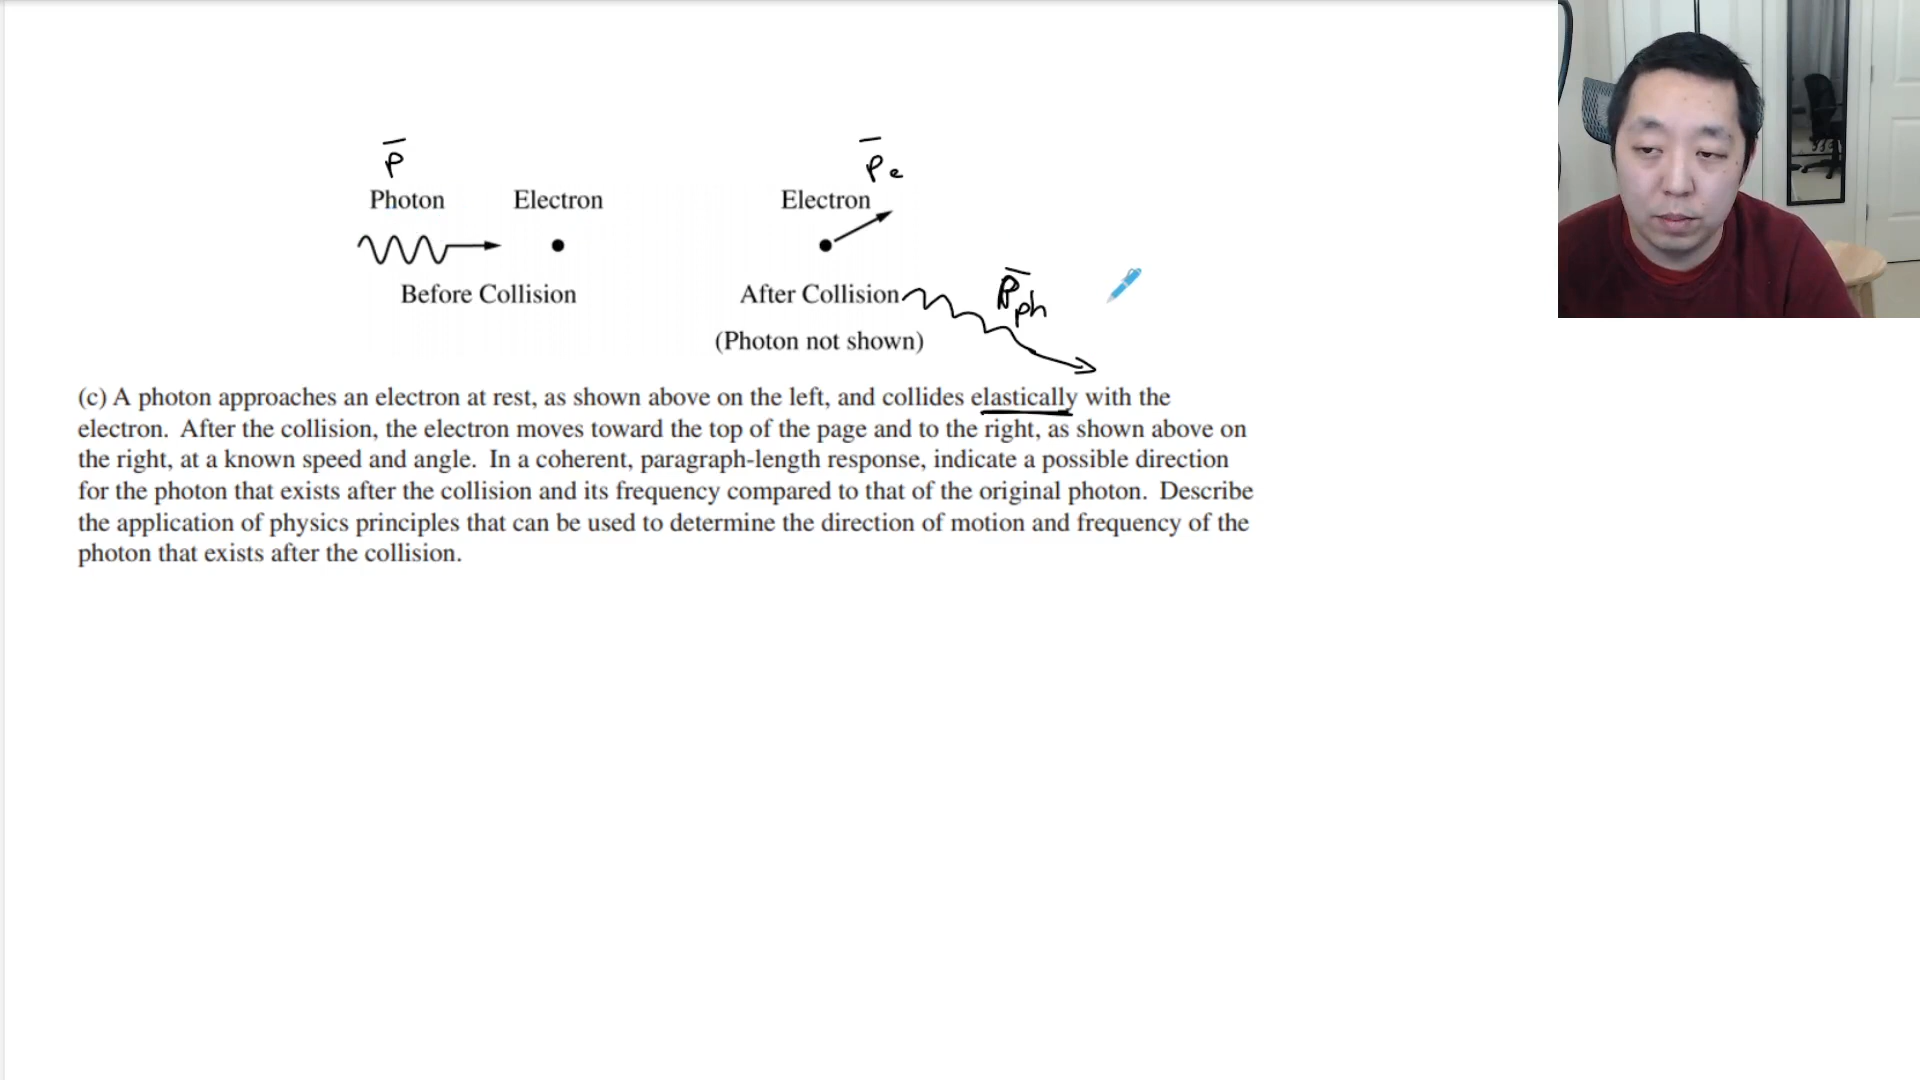 p̅
p̅e
Photon
Electron
Electron
p̅ph
Before Collision
After Collision
(Photon not shown)
(c) A photon approaches an electron at rest, as shown above on the left, and collides elastically with the
electron. After the collision, the electron moves toward the top of the page and to the right, as shown above on
the right, at a known speed and angle. In a coherent, paragraph-length response, indicate a possible direction
for the photon that exists after the collision and its frequency compared to that of the original photon. Describe
the application of physics principles that can be used to determine the direction of motion and frequency of the
photon that exists after the collision.